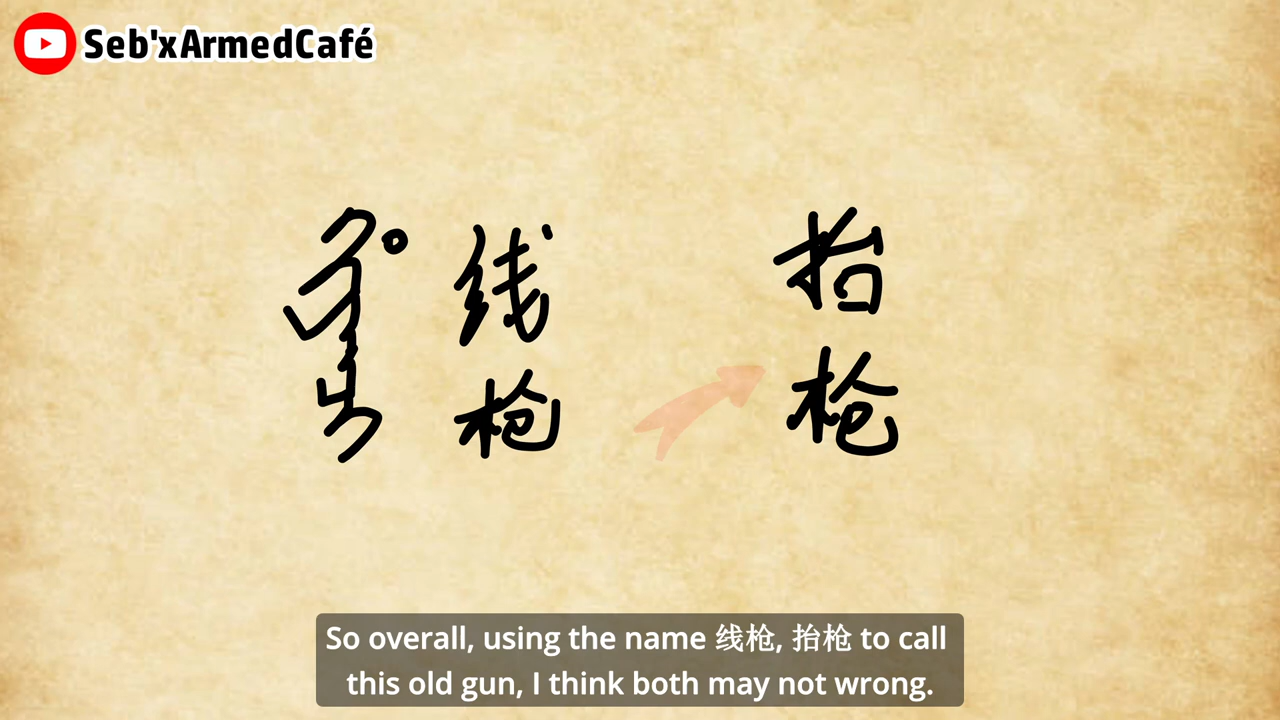 Seb'xArmedCafé
线枪
抬枪
So overall, using the name 线枪, 抬枪 to call
this old gun, I think both may not wrong.